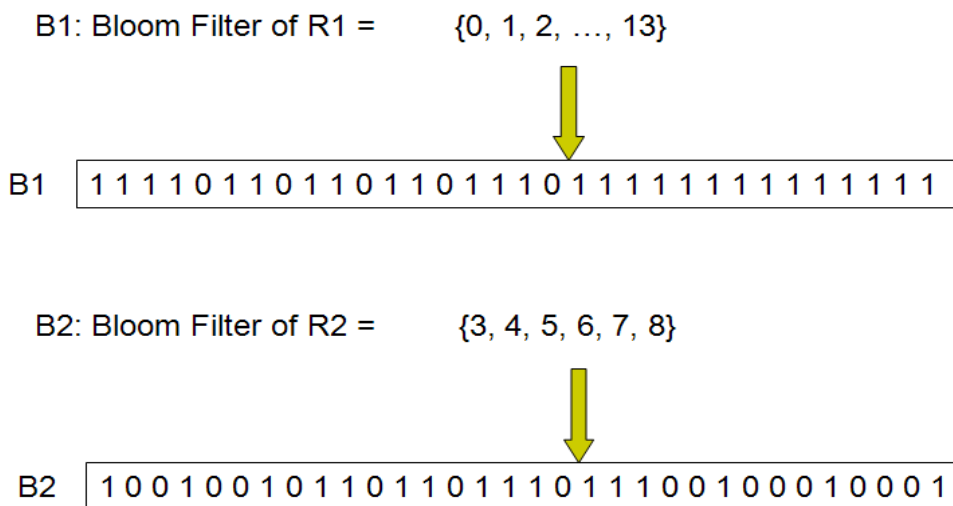 B1: Bloom Filter of R1 = {0, 1, 2, …, 13}
B1 1 1 1 1 0 1 1 0 1 1 0 1 1 0 1 1 1 0 1 1 1 1 1 1 1 1 1 1 1 1 1 1
B2: Bloom Filter of R2 = {3, 4, 5, 6, 7, 8}
B2 1 0 0 1 0 0 1 0 1 1 0 1 1 0 1 1 1 0 1 1 1 0 0 1 0 0 0 1 0 0 0 1